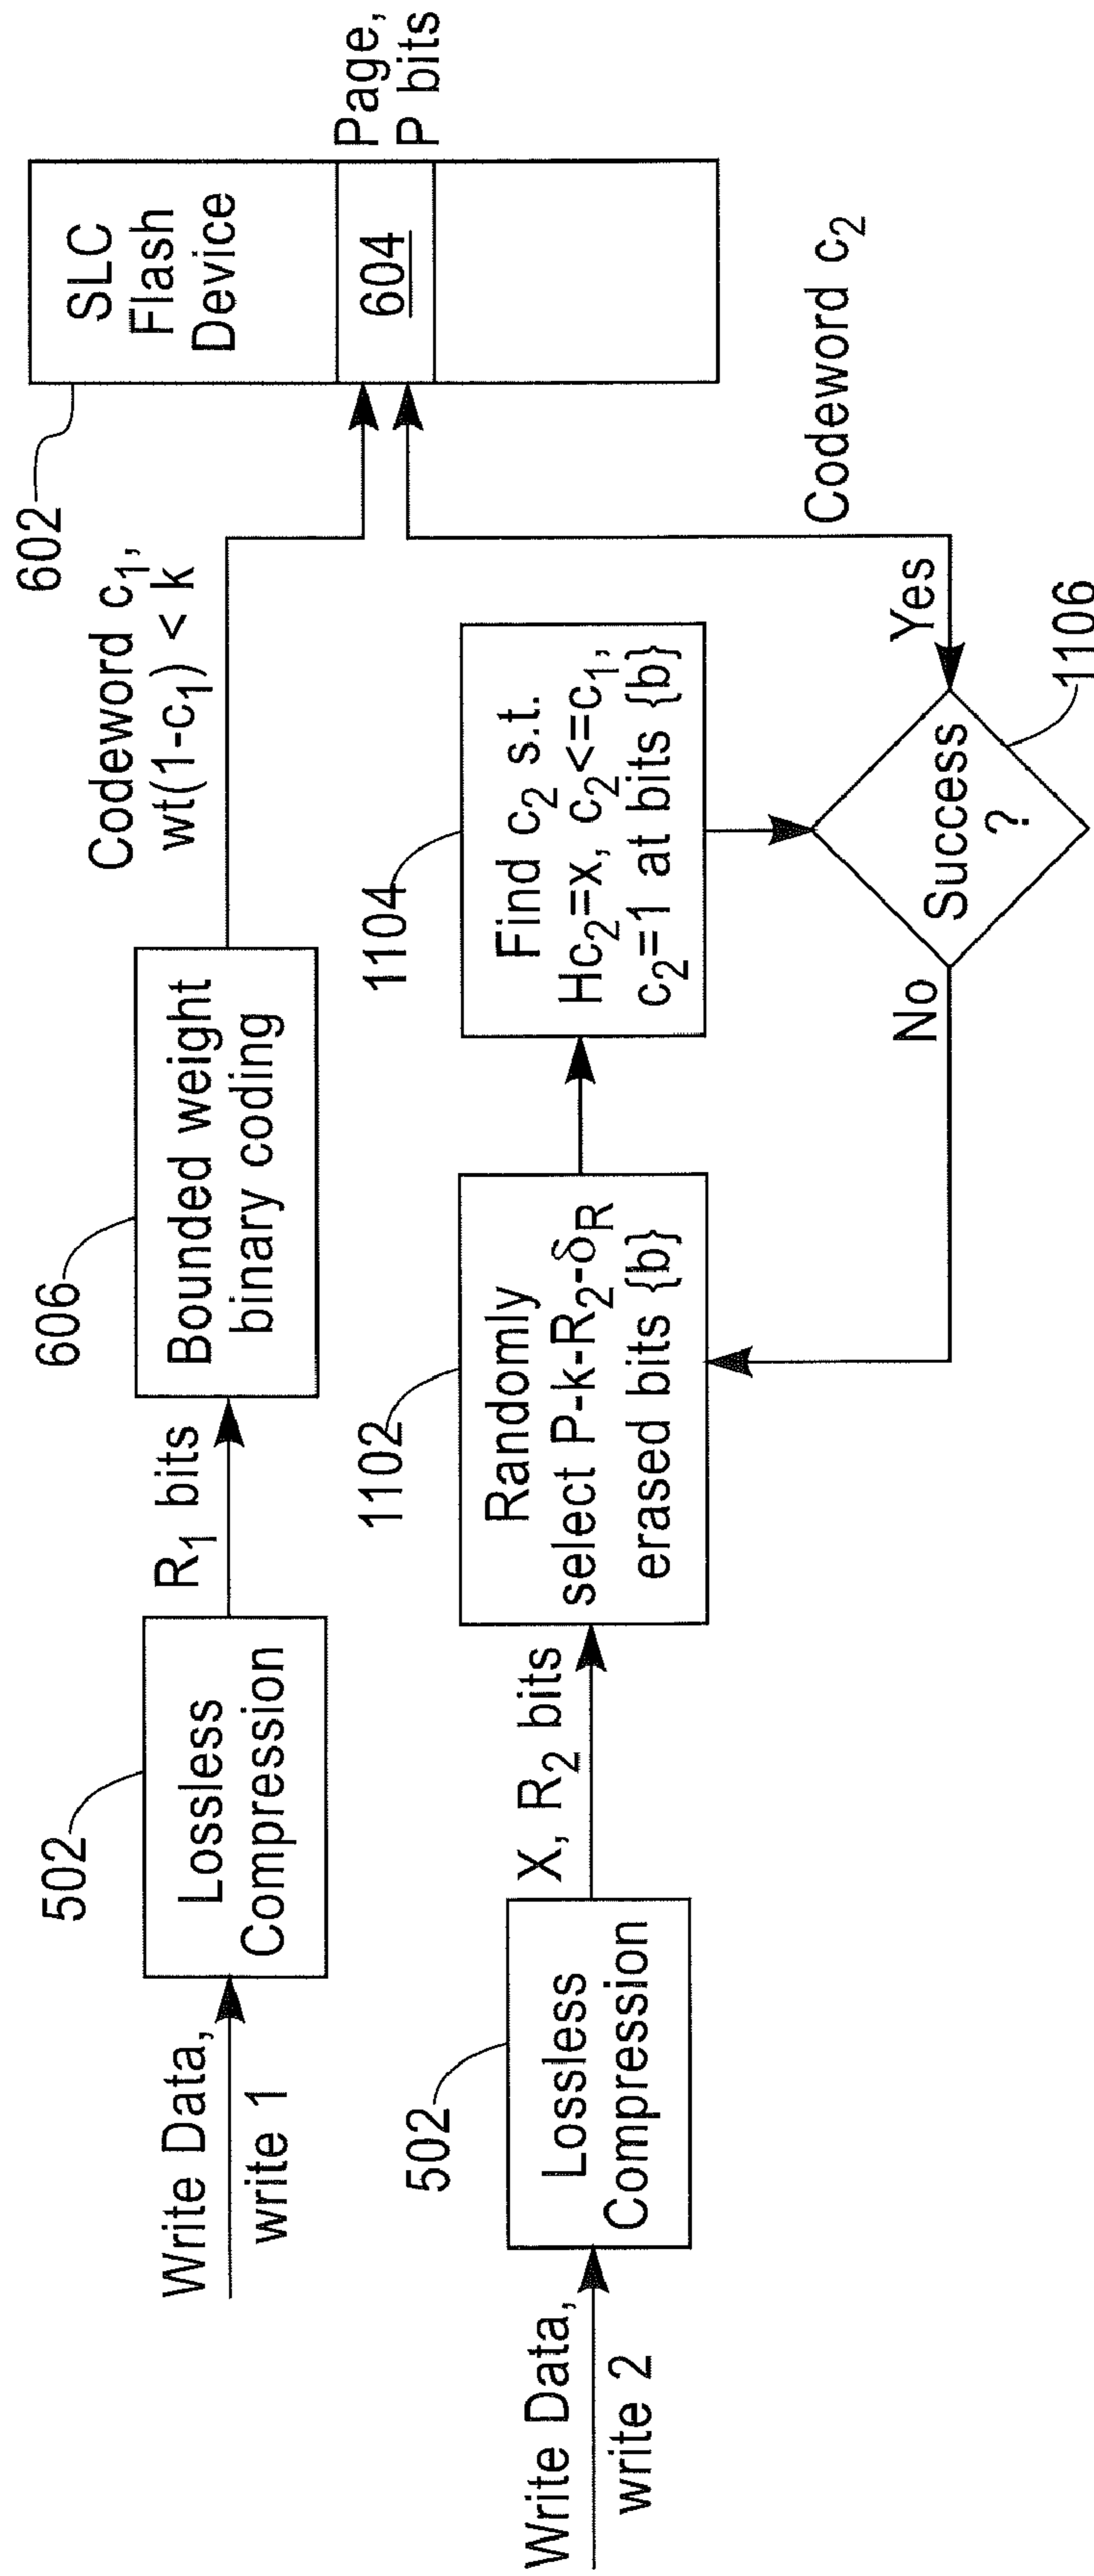 Write Data,
write 1
502
Lossless
Compression
R₁ bits
606
Bounded weight
binary coding
Codeword c₁,
wt(1-c₁) < k
602
SLC
Flash
Device
604
Page,
P bits
Write Data,
write 2
502
Lossless
Compression
X, R₂ bits
1102
Randomly
select P-k-R₂-δ_R
erased bits {b}
1104
Find c₂ s.t.
Hc₂=x, c₂<=c₁,
c₂=1 at bits {b}
Success
?
1106
No
Yes
Codeword c₂